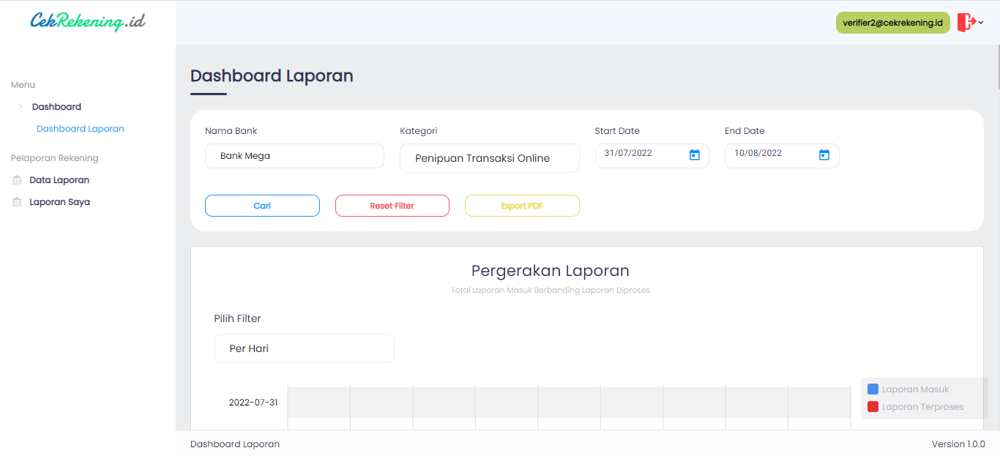 CekRekening.id
verifier2@cekrekening.id
Menu
Dashboard
Dashboard Laporan
Pelaporan Rekening
Data Laporan
Laporan Saya
Dashboard Laporan
Nama Bank
Kategori
Start Date
End Date
Bank Mega
Penipuan Transaksi Online
31/07/2022
10/08/2022
Cari
Reset Filter
Export PDF
Pergerakan Laporan
Total Laporan Masuk Berbanding Laporan Diproses
Pilih Filter
Per Hari
2022-07-31
Laporan Masuk
Laporan Terproses
Dashboard Laporan
Version 1.0.0